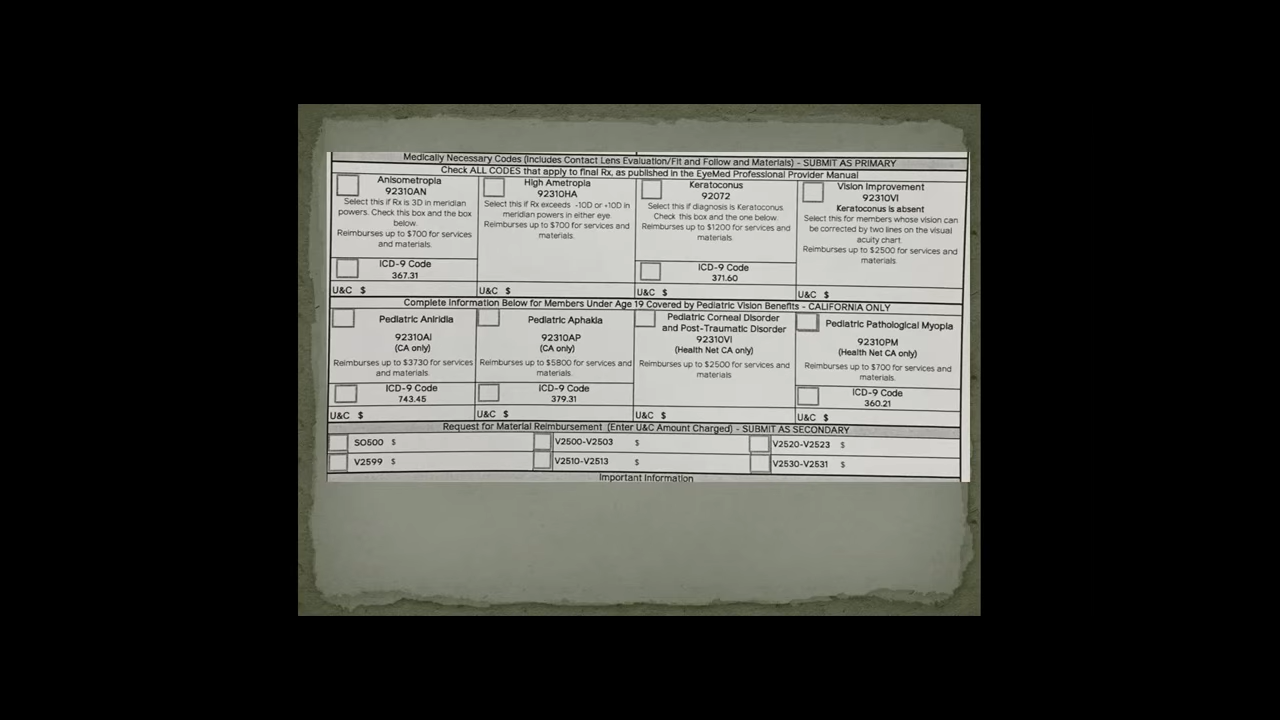 Medically Necessary Codes (Includes Contact Lens Evaluation/Fit and Follow and Materials) - SUBMIT AS PRIMARY
Check ALL CODES that apply to final Rx, as published in the EyeMed Professional Provider Manual
Anisometropia
92310AN
Select this if Rx is 3D in meridian
powers. Check this box and the box
below.
Reimburses up to $700 for services
and materials.
ICD-9 Code
367.31
U&C $
High Ametropia
92310HA
Select this if Rx exceeds -10D or +10D in
meridian powers in either eye.
Reimburses up to $700 for services and
materials.
U&C $
Keratoconus
92072
Select this if diagnosis is Keratoconus.
Check this box and the one below.
Reimburses up to $1200 for services and
materials.
ICD-9 Code
371.60
U&C $
Vision Improvement
92310VI
Keratoconus is absent
Select this for members whose vision can
be corrected by two lines on the visual
acuity chart.
Reimburses up to $2500 for services and
materials.
U&C $
Complete Information Below for Members Under Age 19 Covered by Pediatric Vision Benefits - CALIFORNIA ONLY
Pediatric Aniridia
92310AI
(CA only)
Reimburses up to $3730 for services
and materials.
ICD-9 Code
743.45
U&C $
Pediatric Aphakia
92310AP
(CA only)
Reimburses up to $5800 for services and
materials.
ICD-9 Code
379.31
U&C $
Pediatric Corneal Disorder
and Post-Traumatic Disorder
92310VI
(Health Net CA only)
Reimburses up to $2500 for services and
materials
U&C $
Pediatric Pathological Myopia
92310PM
(Health Net CA only)
Reimburses up to $700 for services and
materials.
ICD-9 Code
360.21
U&C $
Request for Material Reimbursement (Enter U&C Amount Charged) - SUBMIT AS SECONDARY
SO500 $
V2500-V2503 $
V2520-V2523 $
V2599 $
V2510-V2513 $
V2530-V2531 $
Important Information